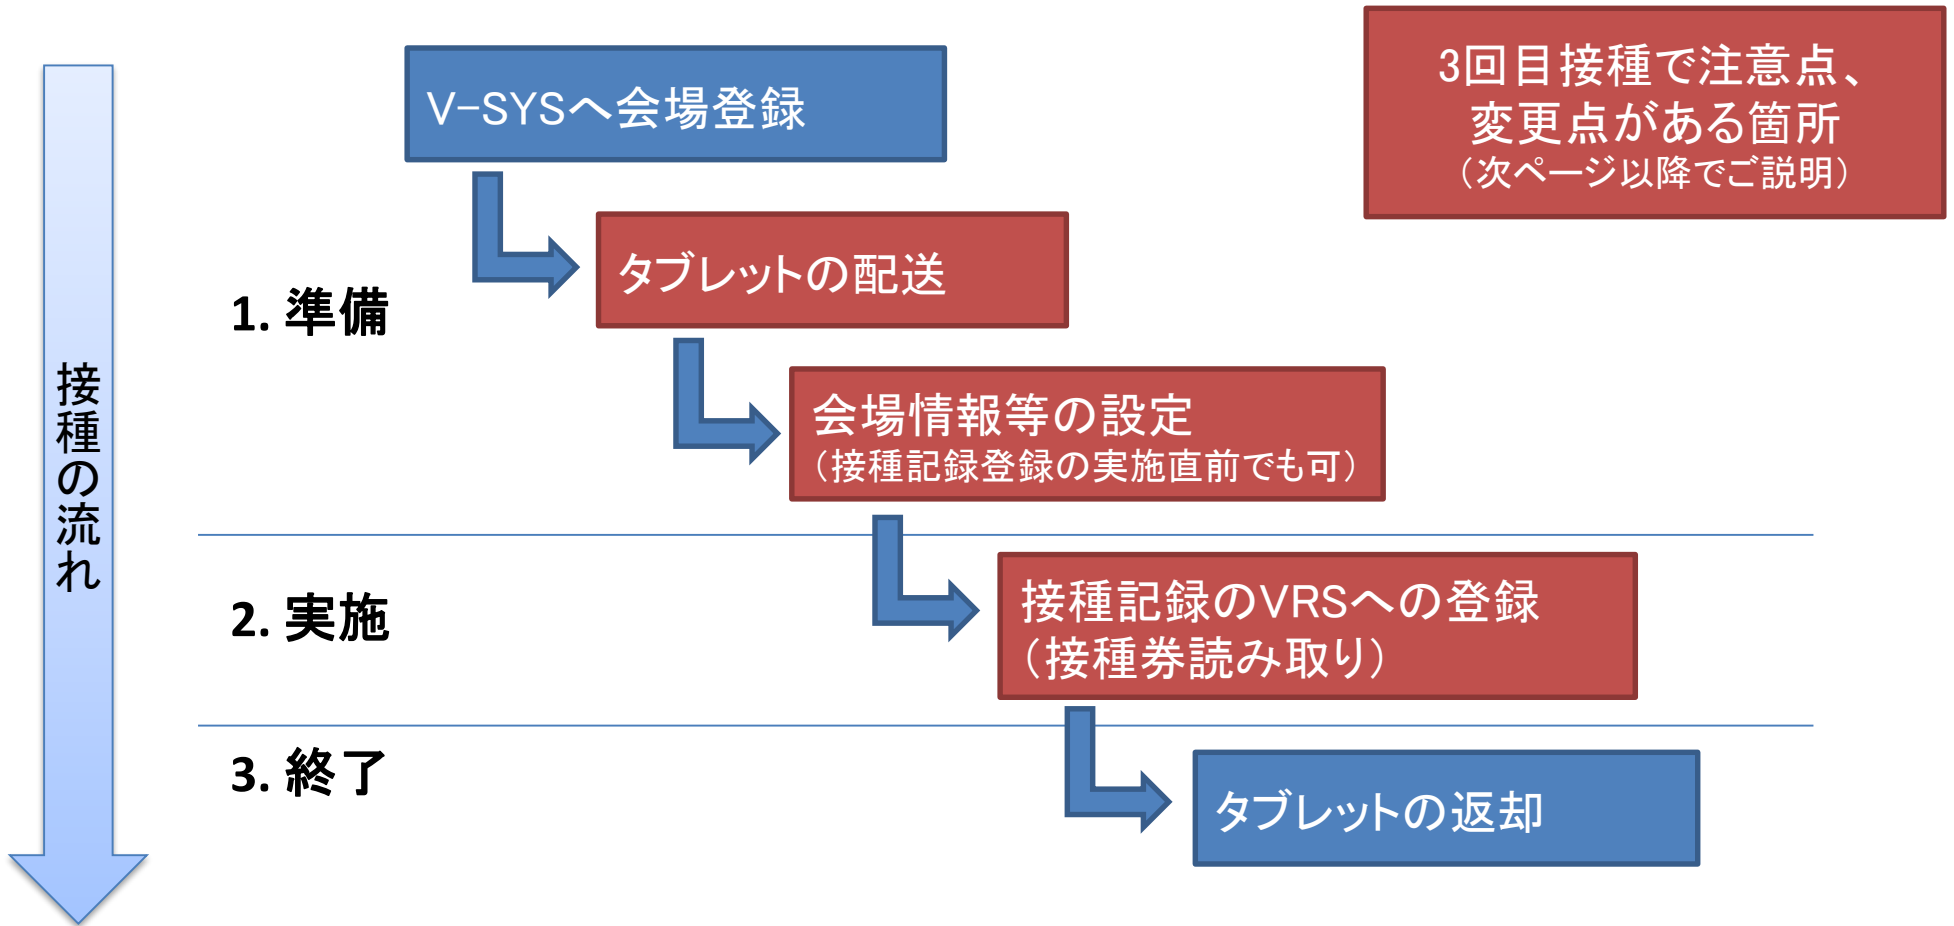 接種の流れ
V-SYSへ会場登録
3回目接種で注意点、
変更点がある箇所
（次ページ以降でご説明）
1. 準備
タブレットの配送
会場情報等の設定
（接種記録登録の実施直前でも可）
2. 実施
接種記録のVRSへの登録
（接種券読み取り）
3. 終了
タブレットの返却